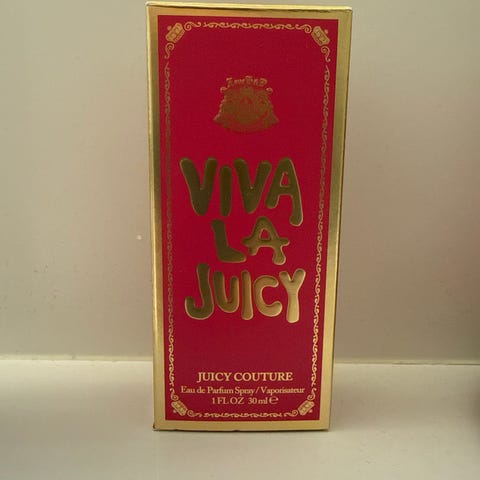 VIVA
LA
JUICY
JUICY COUTURE
Eau de Parfum Spray/Vaporisateur
1 FL OZ 30 ml ℮